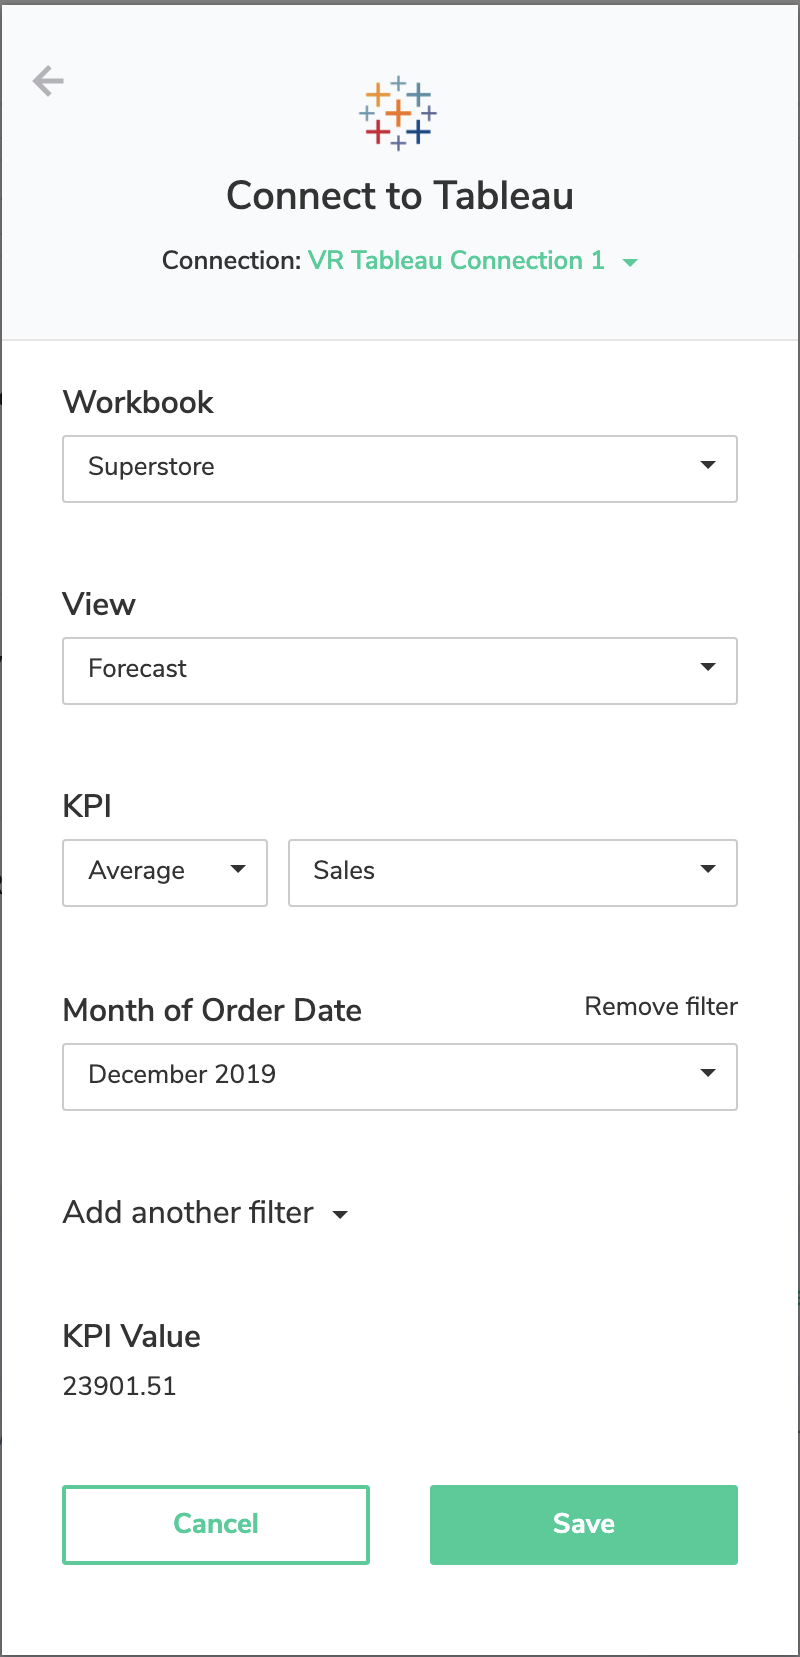 Connect to Tableau
Connection: VR Tableau Connection 1
Workbook
Superstore
View
Forecast
KPI
Average Sales
Month of Order Date Remove filter
December 2019
Add another filter
KPI Value
23901.51
Cancel Save